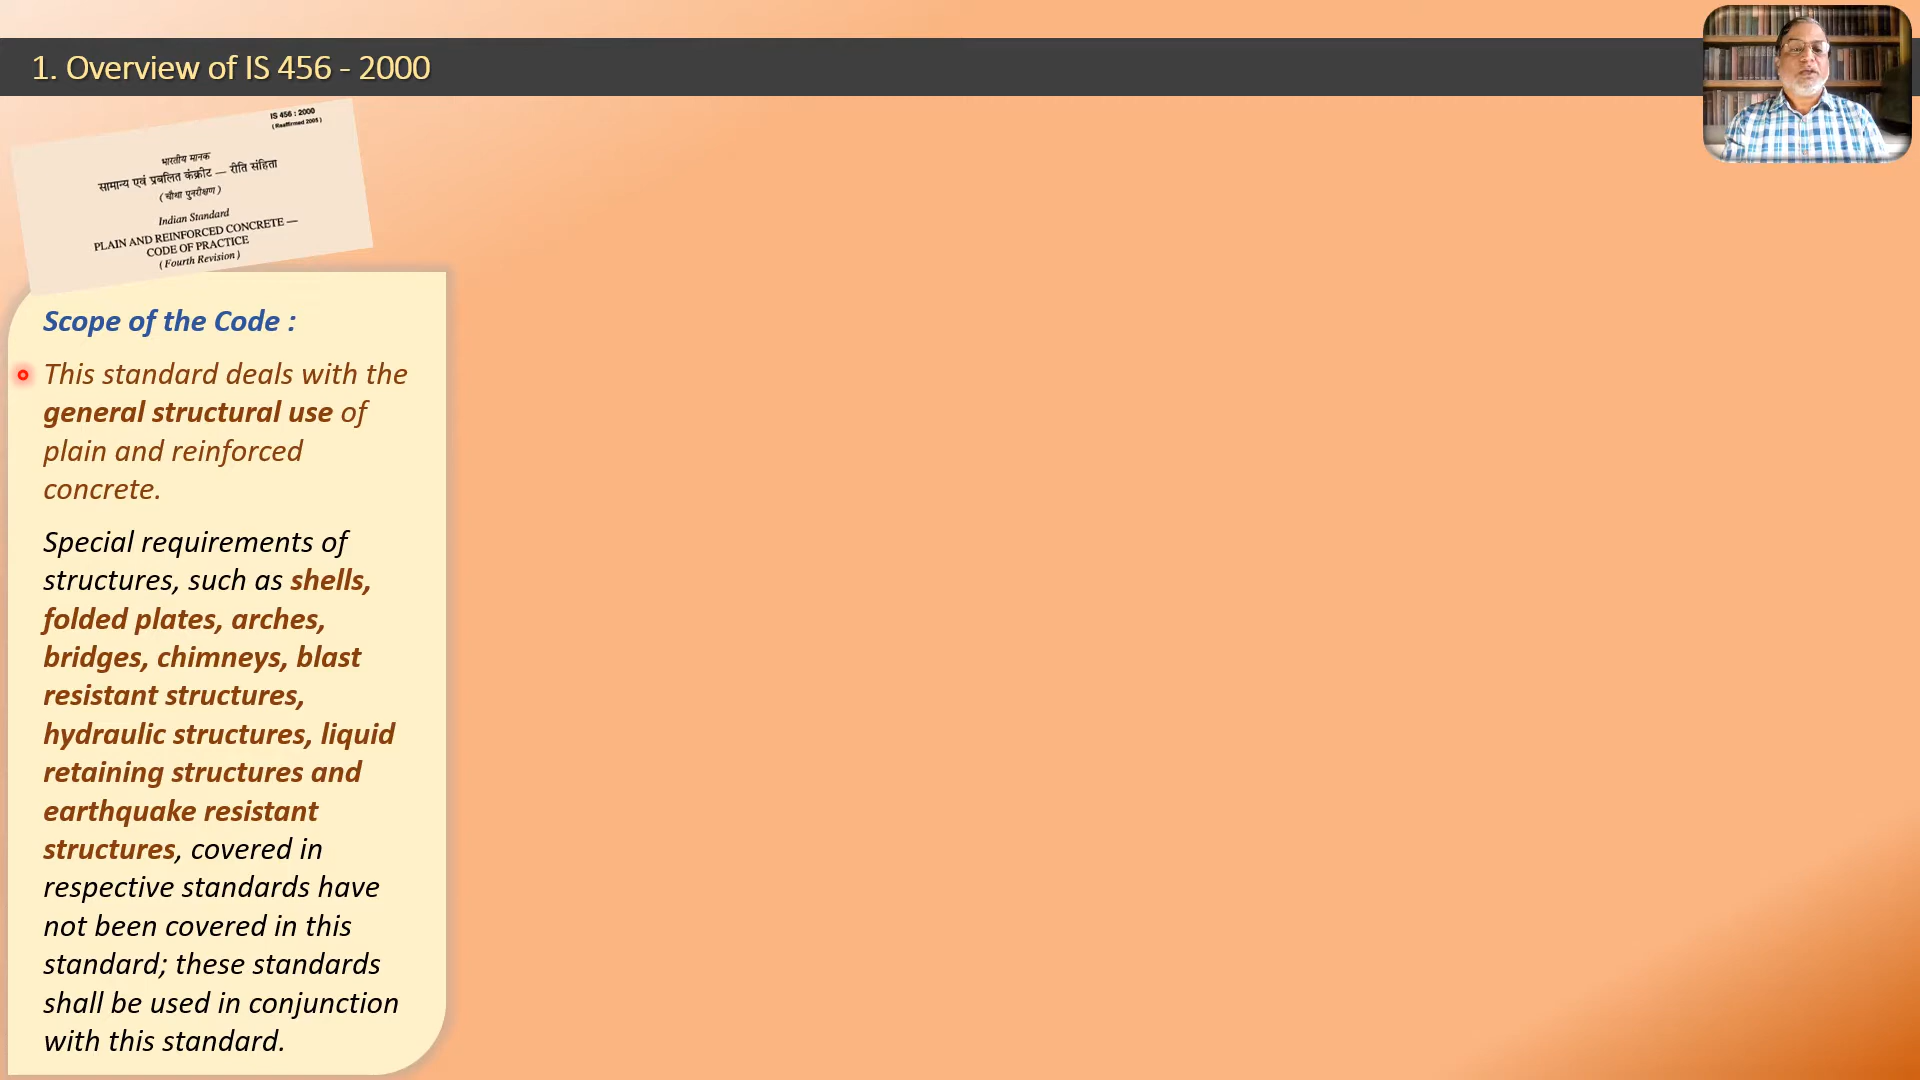 1. Overview of IS 456 - 2000
IS 456 : 2000
( Reaffirmed 2005 )
भारतीय मानक
सामान्य एवं प्रबलित कंक्रीट — रीति संहिता
( चौथा पुनरीक्षण )
Indian Standard
PLAIN AND REINFORCED CONCRETE —
CODE OF PRACTICE
( Fourth Revision )
Scope of the Code :
This standard deals with the
general structural use of
plain and reinforced
concrete.
Special requirements of
structures, such as shells,
folded plates, arches,
bridges, chimneys, blast
resistant structures,
hydraulic structures, liquid
retaining structures and
earthquake resistant
structures, covered in
respective standards have
not been covered in this
standard; these standards
shall be used in conjunction
with this standard.